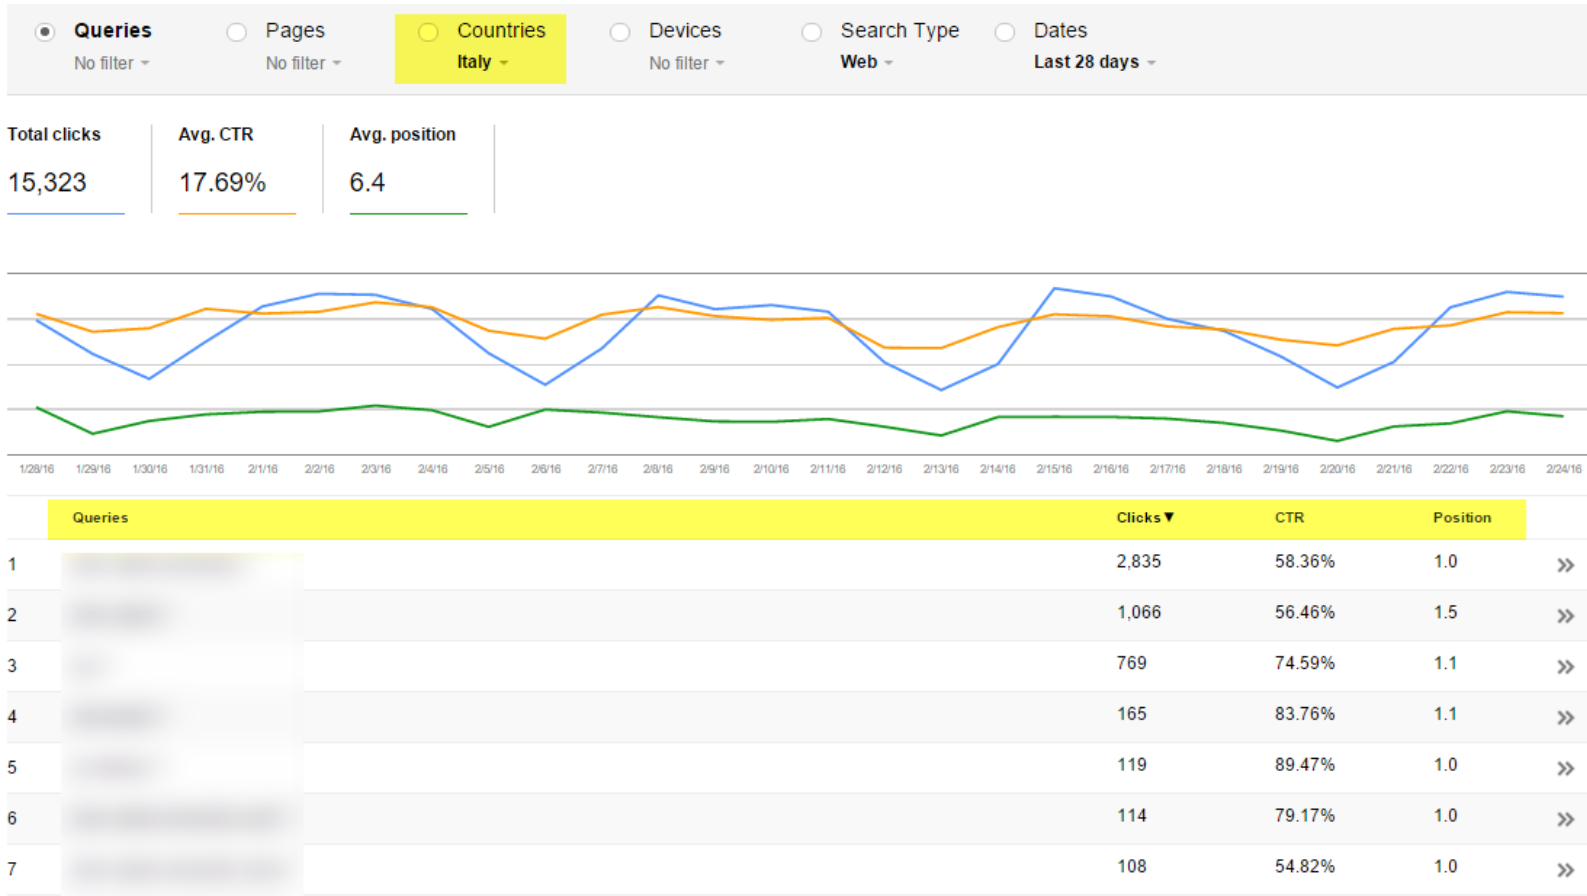 Queries Pages Countries Devices Search Type Dates
No filter No filter Italy No filter Web Last 28 days
Total clicks Avg. CTR Avg. position
15,323 17.69% 6.4
1/28/16 1/29/16 1/30/16 1/31/16 2/1/16 2/2/16 2/3/16 2/4/16 2/5/16 2/6/16 2/7/16 2/8/16 2/9/16 2/10/16 2/11/16 2/12/16 2/13/16 2/14/16 2/15/16 2/16/16 2/17/16 2/18/16 2/19/16 2/20/16 2/21/16 2/22/16 2/23/16 2/24/16
Queries Clicks▼ CTR Position
1 2,835 58.36% 1.0 »
2 1,066 56.46% 1.5 »
3 769 74.59% 1.1 »
4 165 83.76% 1.1 »
5 119 89.47% 1.0 »
6 114 79.17% 1.0 »
7 108 54.82% 1.0 »